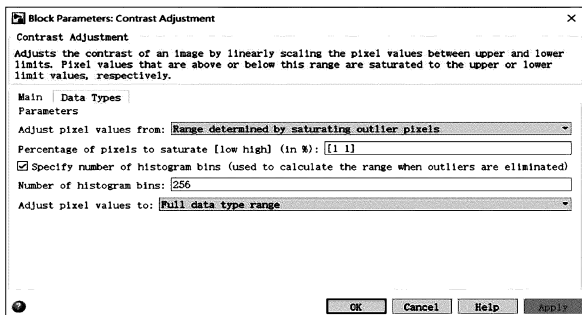 Block Parameters: Contrast Adjustment
Contrast Adjustment
Adjusts the contrast of an image by linearly scaling the pixel values between upper and lower
limits. Pixel values that are above or below this range are saturated to the upper or lower
limit values, respectively.
Main Data Types
Parameters
Adjust pixel values from: Range determined by saturating outlier pixels
Percentage of pixels to saturate [low high] (in %): [1 1]
Specify number of histogram bins (used to calculate the range when outliers are eliminated)
Number of histogram bins: 256
Adjust pixel values to: Full data type range
OK Cancel Help Apply